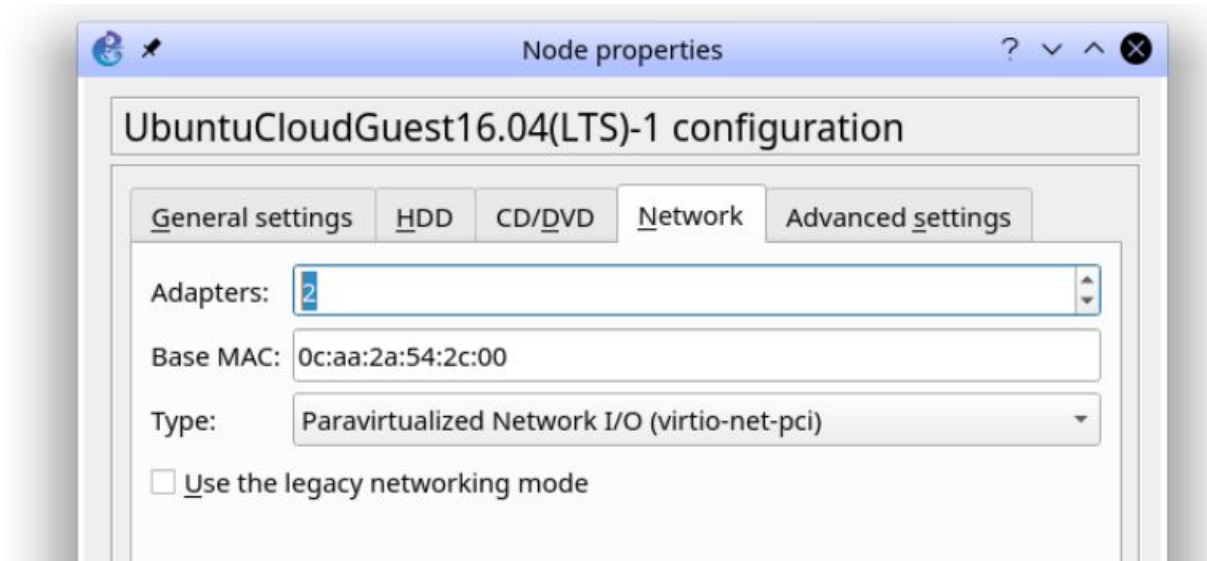 Node properties
?
UbuntuCloudGuest16.04(LTS)-1 configuration
General settings HDD CD/DVD Network Advanced settings
Adapters: 2
Base MAC: 0c:aa:2a:54:2c:00
Type: Paravirtualized Network I/O (virtio-net-pci)
Use the legacy networking mode